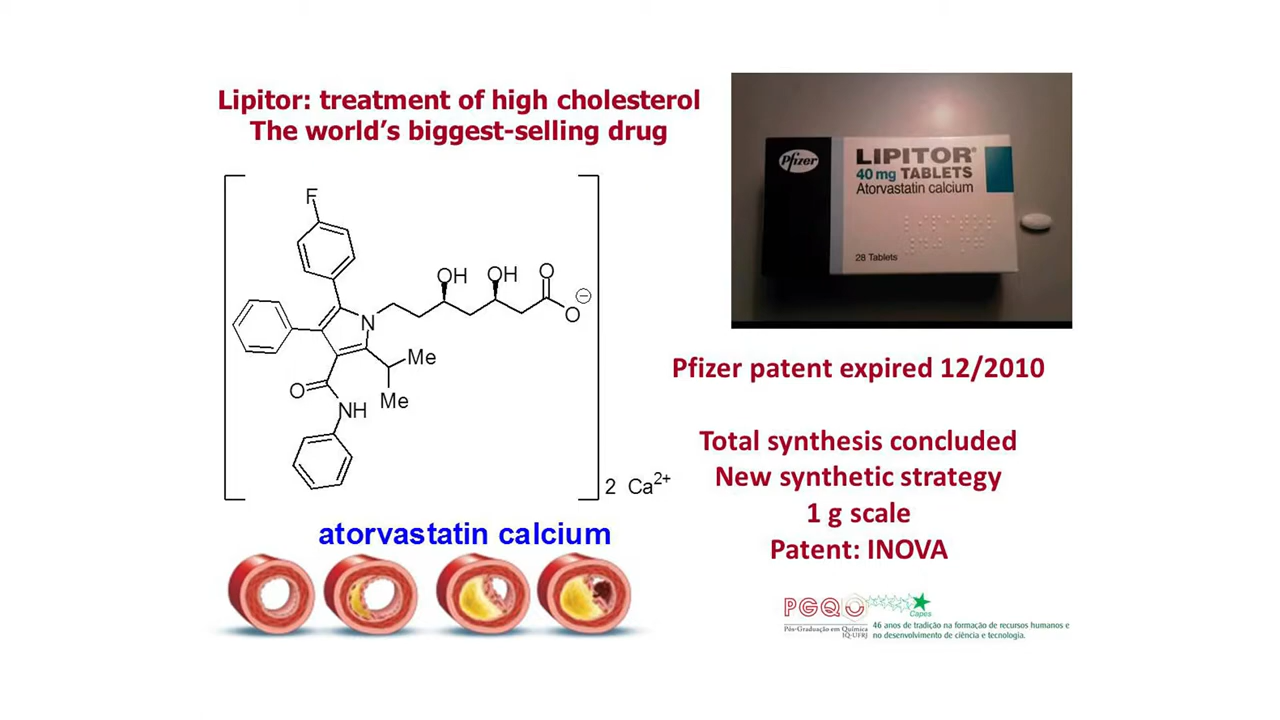 Lipitor: treatment of high cholesterol
The world's biggest-selling drug
F
OH
OH
O
O
N
Me
Me
O
NH
2 Ca2+
atorvastatin calcium
Pfizer
LIPITOR®
40 mg TABLETS
Atorvastatin calcium
28 Tablets
Pfizer patent expired 12/2010
Total synthesis concluded
New synthetic strategy
1 g scale
Patent: INOVA
PGQ
Capes
Pós-Graduação em Química
IQ-UFRJ
46 anos de tradição na formação de recursos humanos e
no desenvolvimento de ciência e tecnologia.